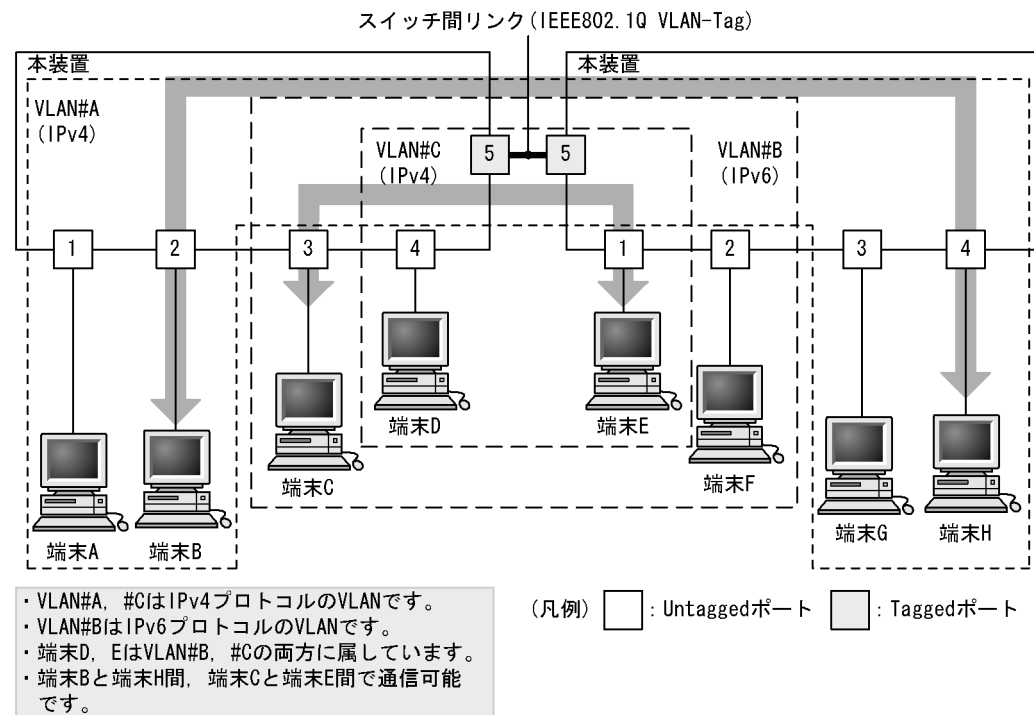 スイッチ間リンク(IEEE802.1Q VLAN-Tag)
本装置
本装置
VLAN#A
(IPv4)
VLAN#C
(IPv4)
VLAN#B
(IPv6)
5
5
1
2
3
4
1
2
3
4
端末D
端末E
端末C
端末F
端末A
端末B
端末G
端末H
・VLAN#A, #CはIPv4プロトコルのVLANです。
・VLAN#BはIPv6プロトコルのVLANです。
・端末D, EはVLAN#B, #Cの両方に属しています。
・端末Bと端末H間, 端末Cと端末E間で通信可能
です。
(凡例) : Untaggedポート : Taggedポート